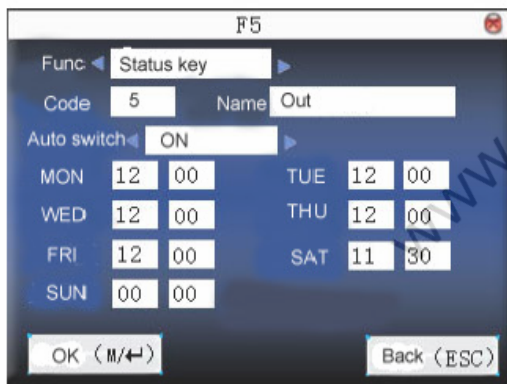 F5
Func Status key
Code 5 Name Out
Auto switch ON
MON 12 00 TUE 12 00
WED 12 00 THU 12 00
FRI 12 00 SAT 11 30
SUN 00 00
OK (M/↵) Back (ESC)
www